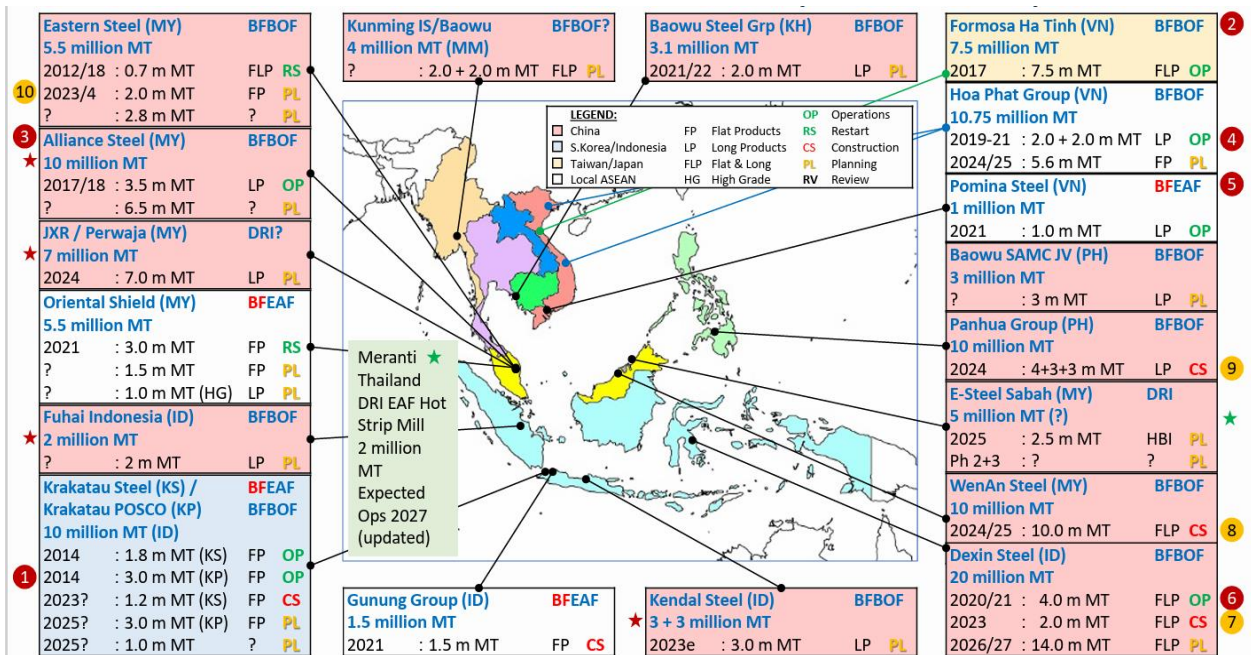 Eastern Steel (MY) BFBOF
5.5 million MT
2012/18 : 0.7 m MT FLP RS
10
2023/4 : 2.0 m MT FP PL
? : 2.8 m MT ? PL
3
Alliance Steel (MY) BFBOF
10 million MT
2017/18 : 3.5 m MT LP OP
? : 6.5 m MT ? PL
JXR / Perwaja (MY) DRI?
7 million MT
2024 : 7.0 m MT LP PL
Oriental Shield (MY) BFEAF
5.5 million MT
2021 : 3.0 m MT FP RS
? : 1.5 m MT FP PL
? : 1.0 m MT (HG) LP PL
Fuhai Indonesia (ID) BFBOF
2 million MT
? : 2 m MT LP PL
Krakatau Steel (KS) / BFEAF
Krakatau POSCO (KP) BFBOF
10 million MT (ID)
2014 : 1.8 m MT (KS) FP OP
1
2014 : 3.0 m MT (KP) FP OP
2023? : 1.2 m MT (KS) FP CS
2025? : 3.0 m MT (KP) FP PL
2025? : 1.0 m MT ? PL
Kunming IS/Baowu BFBOF?
4 million MT (MM)
? : 2.0 + 2.0 m MT FLP PL
Baowu Steel Grp (KH) BFBOF
3.1 million MT
2021/22 : 2.0 m MT LP PL
LEGEND: OP Operations
China FP Flat Products RS Restart
S.Korea/Indonesia LP Long Products CS Construction
Taiwan/Japan FLP Flat & Long PL Planning
Local ASEAN HG High Grade RV Review
Meranti
Thailand
DRI EAF Hot
Strip Mill
2 million
MT
Expected
Ops 2027
(updated)
Gunung Group (ID) BFEAF
1.5 million MT
2021 : 1.5 m MT FP CS
Kendal Steel (ID) BFBOF
3 + 3 million MT
2023e : 3.0 m MT LP PL
Formosa Ha Tinh (VN) BFBOF
2
7.5 million MT
2017 : 7.5 m MT FLP OP
Hoa Phat Group (VN) BFBOF
10.75 million MT
2019-21 : 2.0 + 2.0 m MT LP OP
4
2024/25 : 5.6 m MT FP PL
Pomina Steel (VN) BFEAF
5
1 million MT
2021 : 1.0 m MT LP OP
Baowu SAMC JV (PH) BFBOF
3 million MT
? : 3 m MT LP PL
Panhua Group (PH) BFBOF
10 million MT
2024 : 4+3+3 m MT LP CS
9
E-Steel Sabah (MY) DRI
5 million MT (?)
2025 : 2.5 m MT HBI PL
Ph 2+3 : ? ? PL
WenAn Steel (MY) BFBOF
10 million MT
2024/25 : 10.0 m MT FLP CS
8
Dexin Steel (ID) BFBOF
20 million MT
2020/21 : 4.0 m MT FLP OP
6
2023 : 2.0 m MT FLP CS
7
2026/27 : 14.0 m MT FLP PL